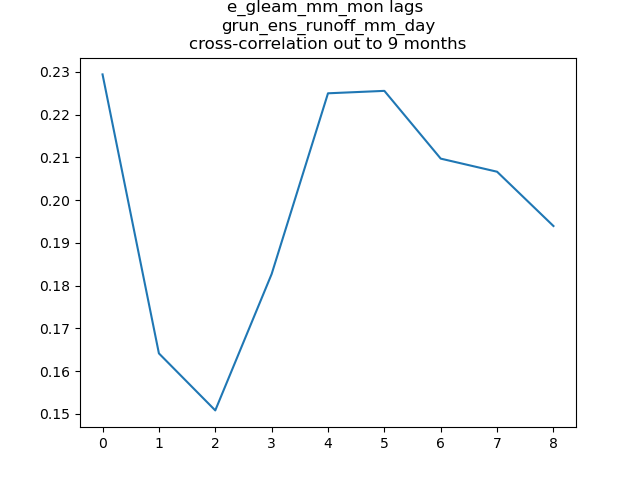 e_gleam_mm_mon lags
grun_ens_runoff_mm_day
cross-correlation out to 9 months
0.23
0.22
0.21
0.20
0.19
0.18
0.17
0.16
0.15
0 1 2 3 4 5 6 7 8